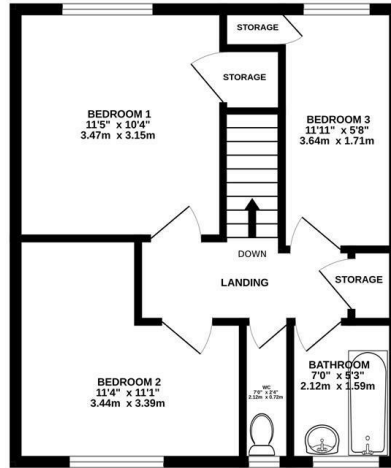 STORAGE
STORAGE
BEDROOM 1
11'5" x 10'4"
3.47m x 3.15m
BEDROOM 3
11'11" x 5'8"
3.64m x 1.71m
DOWN
LANDING
STORAGE
BEDROOM 2
11'4" x 11'1"
3.44m x 3.39m
WC
7'0" x 2'4"
2.12m x 0.72m
BATHROOM
7'0" x 5'3"
2.12m x 1.59m